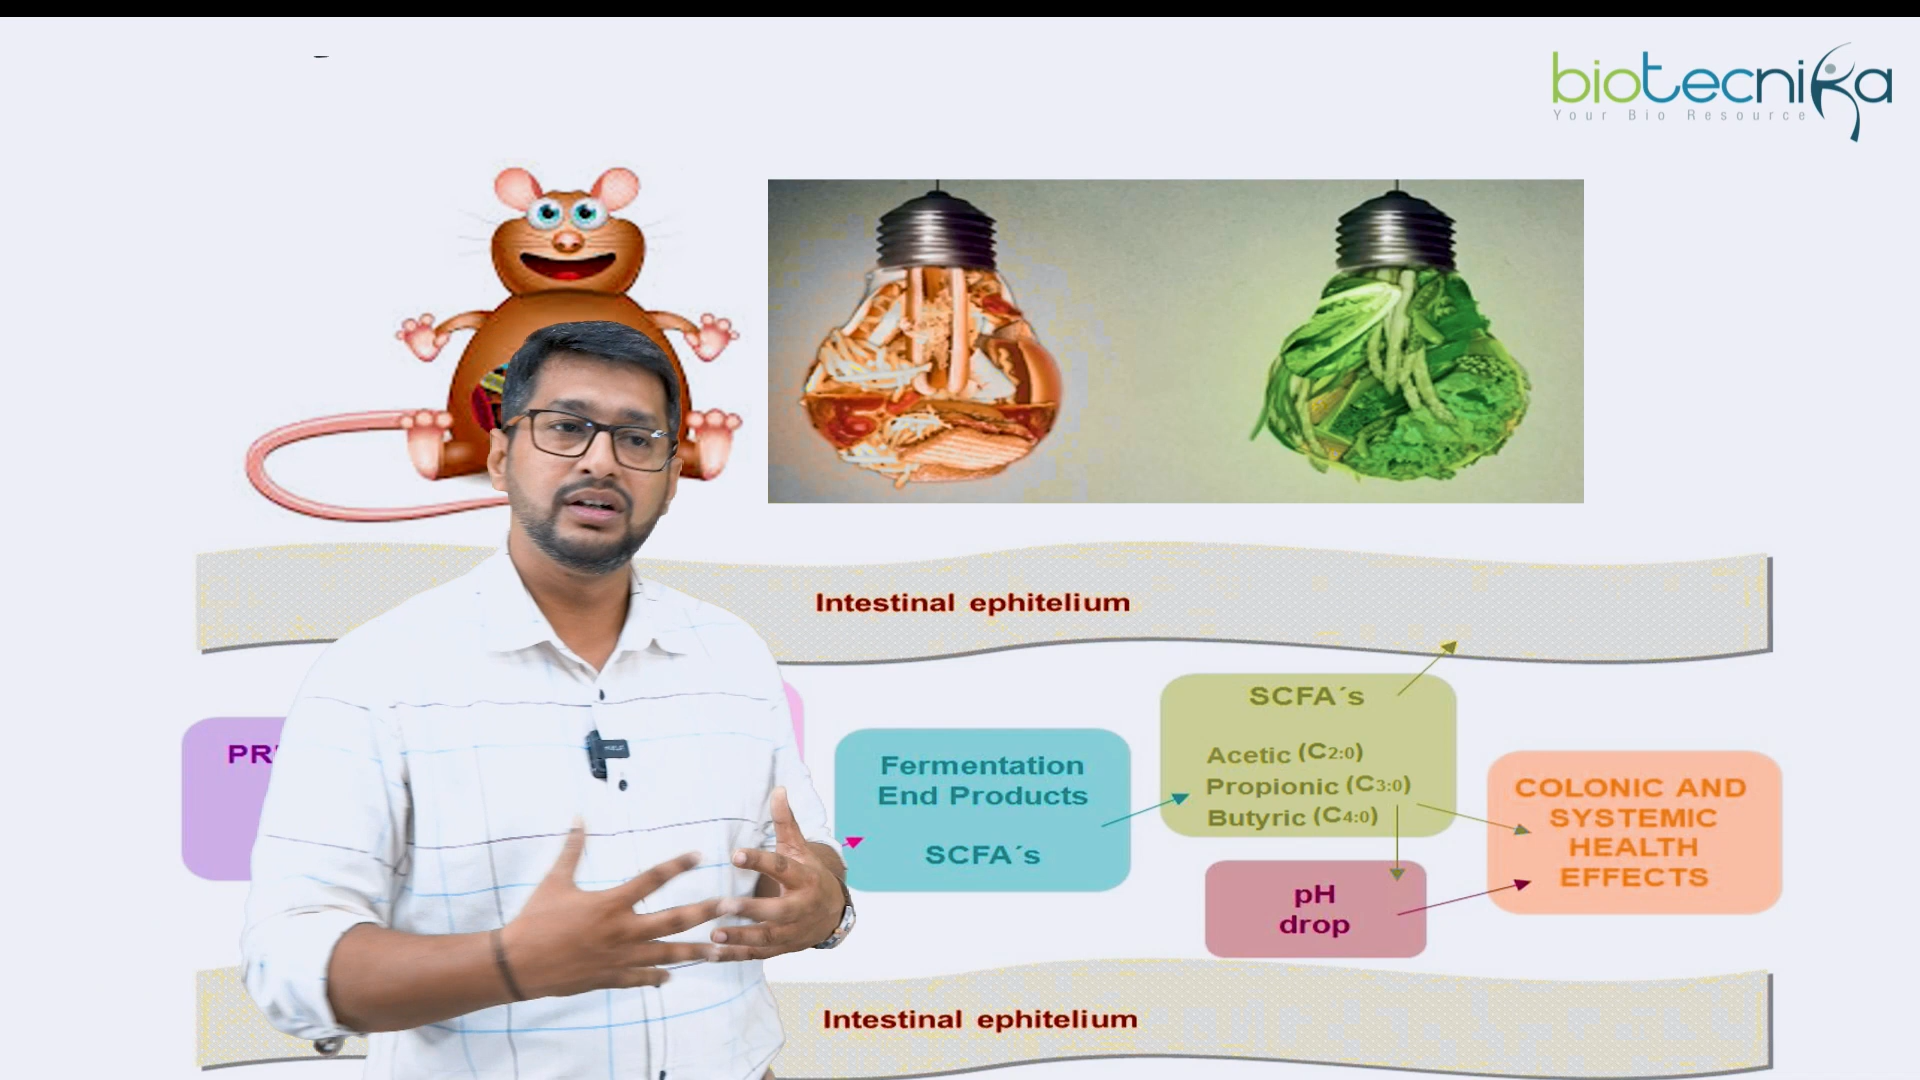 biotecnika
Your Bio Resource
Intestinal ephitelium
SCFA´s
Acetic (C2:0)
Propionic (C3:0)
Butyric (C4:0)
Fermentation
End Products
SCFA´s
COLONIC AND
SYSTEMIC
HEALTH
EFFECTS
pH
drop
Intestinal ephitelium